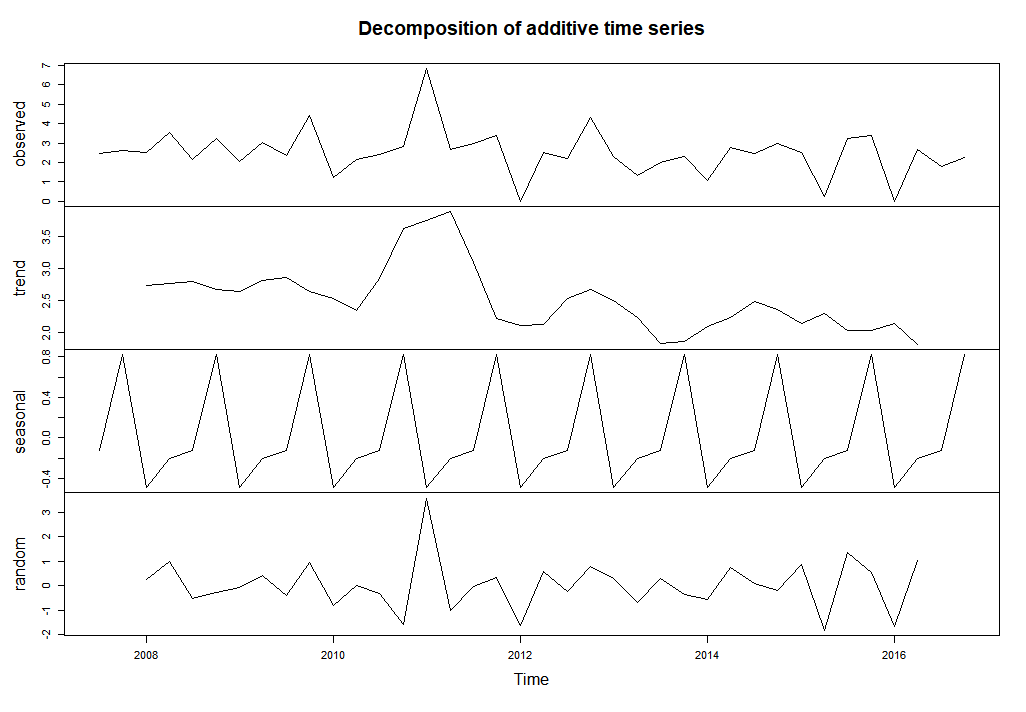 Decomposition of additive time series
observed
0 1 2 3 4 5 6 7
trend
2.0 2.5 3.0 3.5
seasonal
-0.4 0.0 0.4 0.8
random
-2 -1 0 1 2 3
2008 2010 2012 2014 2016
Time